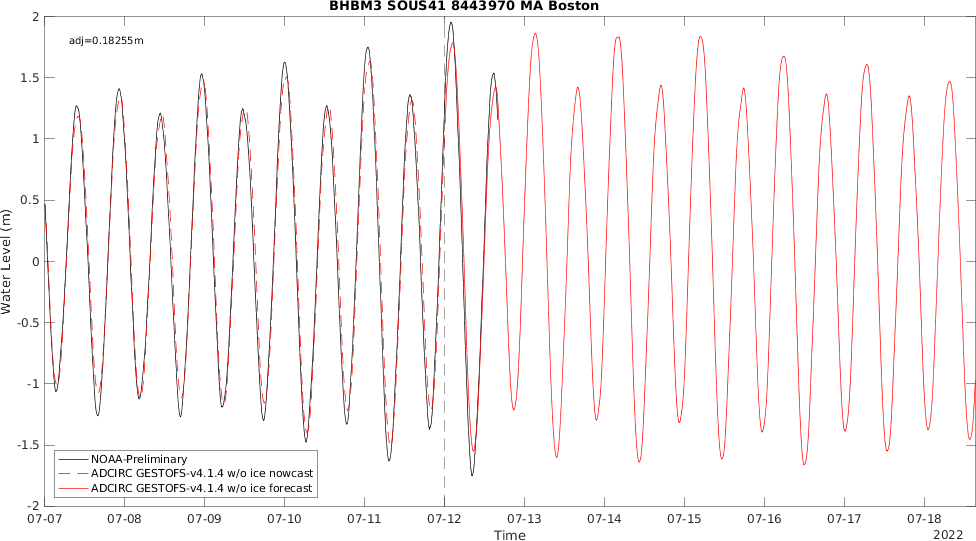 BHBM3 SOUS41 8443970 MA Boston
adj=0.18255m
Water Level (m)
2
1.5
1
0.5
0
-0.5
-1
-1.5
-2
NOAA-Preliminary
ADCIRC GESTOFS-v4.1.4 w/o ice nowcast
ADCIRC GESTOFS-v4.1.4 w/o ice forecast
07-07 07-08 07-09 07-10 07-11 07-12 07-13 07-14 07-15 07-16 07-17 07-18
Time
2022